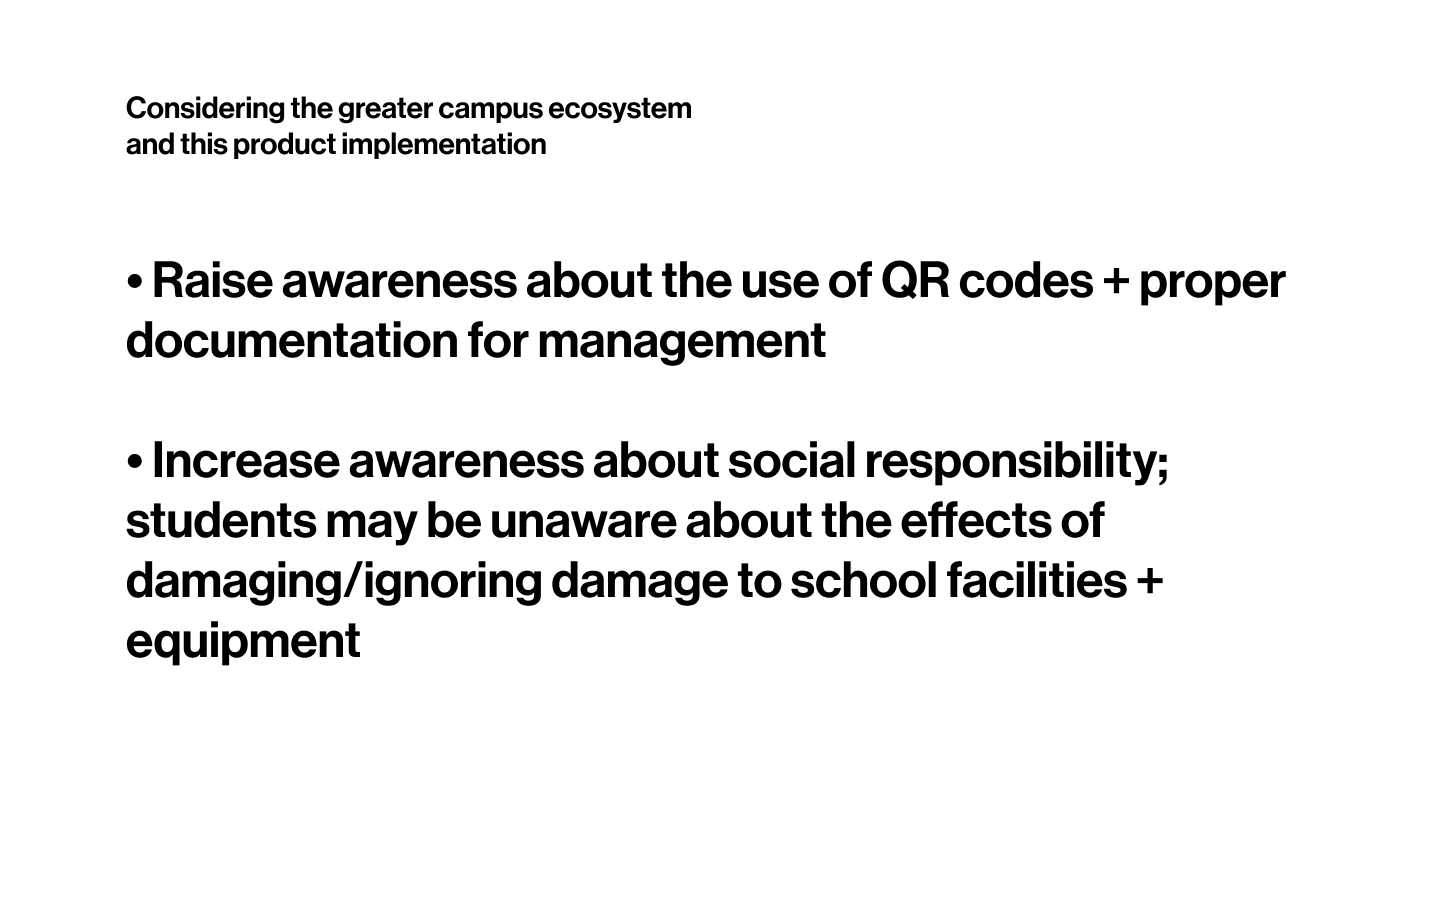 Considering the greater campus ecosystem
and this product implementation
• Raise awareness about the use of QR codes + proper
documentation for management
• Increase awareness about social responsibility;
students may be unaware about the effects of
damaging/ignoring damage to school facilities +
equipment